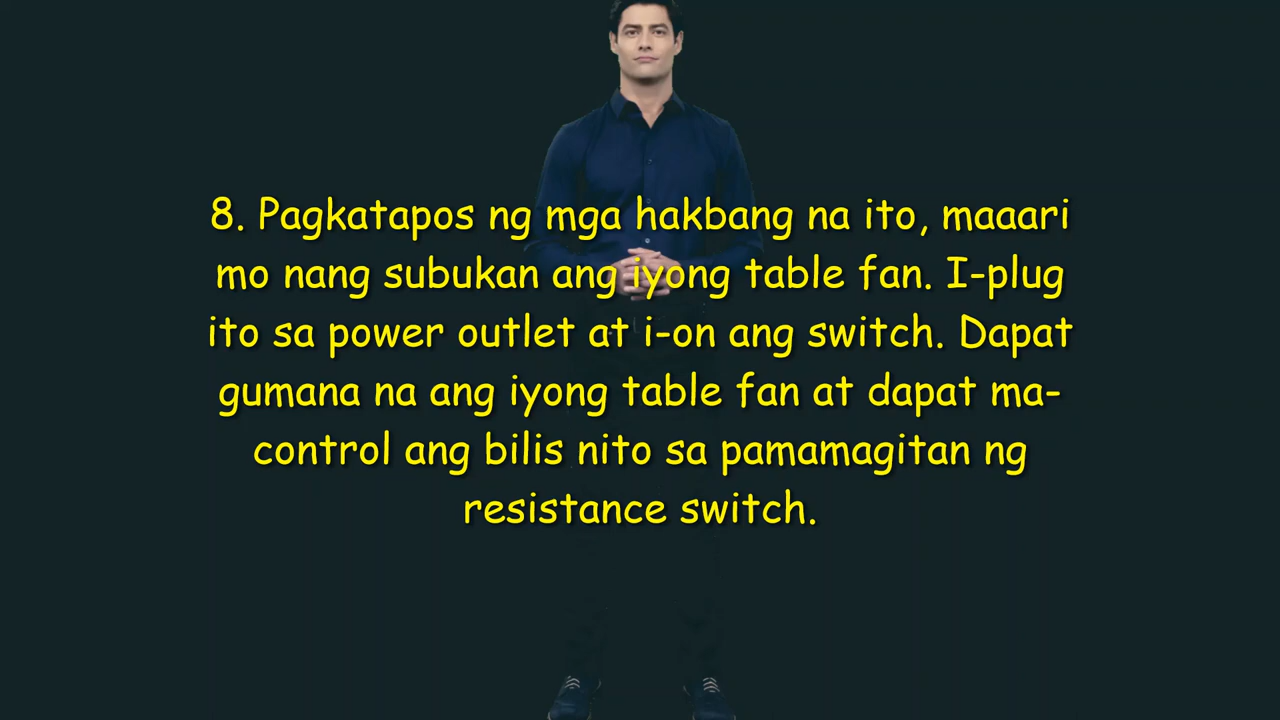 8. Pagkatapos ng mga hakbang na ito, maaari
mo nang subukan ang iyong table fan. I-plug
ito sa power outlet at i-on ang switch. Dapat
gumana na ang iyong table fan at dapat ma-
control ang bilis nito sa pamamagitan ng
resistance switch.